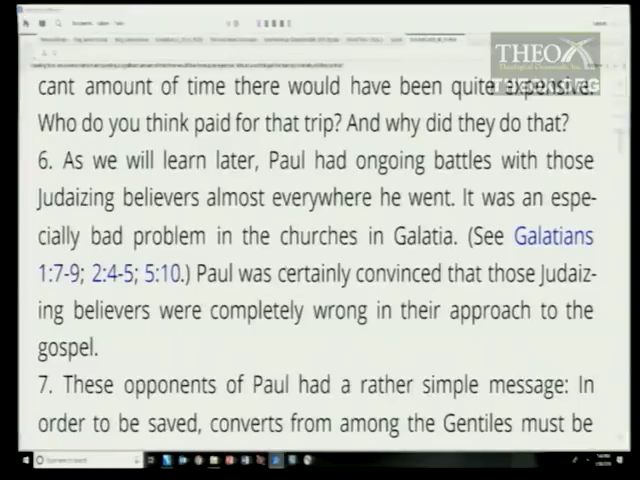 THEO
THEOX.ORG
cant amount of time there would have been quite expensive.
Who do you think paid for that trip? And why did they do that?
6. As we will learn later, Paul had ongoing battles with those
Judaizing believers almost everywhere he went. It was an espe-
cially bad problem in the churches in Galatia. (See Galatians
1:7-9; 2:4-5; 5:10.) Paul was certainly convinced that those Judaiz-
ing believers were completely wrong in their approach to the
gospel.
7. These opponents of Paul had a rather simple message: In
order to be saved, converts from among the Gentiles must be